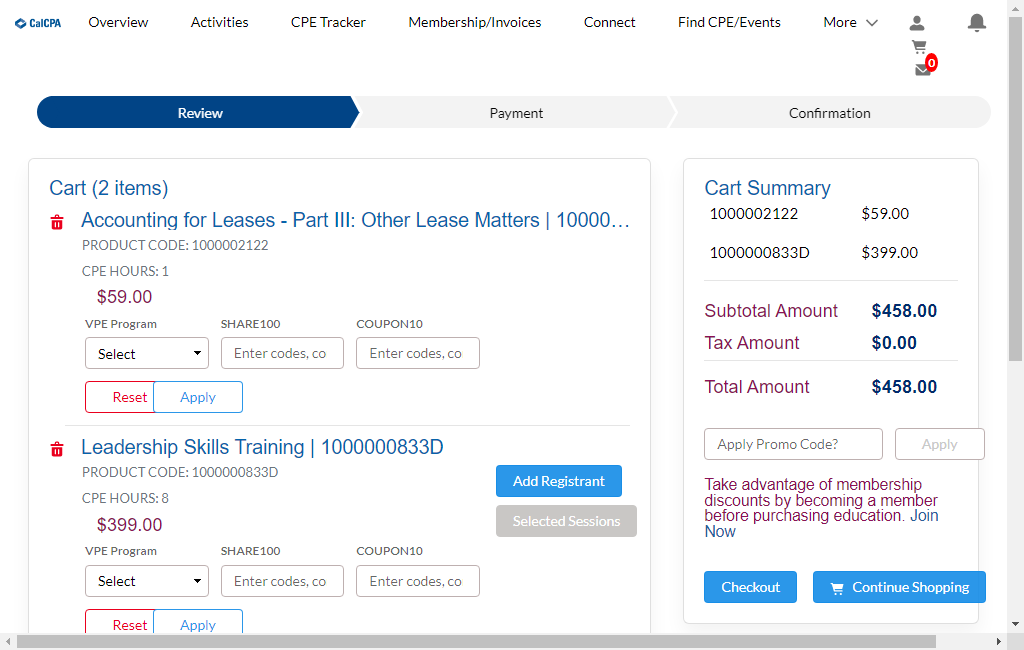 CalCPA Overview Activities CPE Tracker Membership/Invoices Connect Find CPE/Events More
0
Review Payment Confirmation
Cart (2 items)
Accounting for Leases - Part III: Other Lease Matters | 10000…
PRODUCT CODE: 1000002122
CPE HOURS: 1
$59.00
VPE Program SHARE100 COUPON10
Select Enter codes, co Enter codes, co
Reset Apply
Leadership Skills Training | 1000000833D
PRODUCT CODE: 1000000833D
CPE HOURS: 8
$399.00
Add Registrant
Selected Sessions
VPE Program SHARE100 COUPON10
Select Enter codes, co Enter codes, co
Reset Apply
Cart Summary
1000002122 $59.00
1000000833D $399.00
Subtotal Amount $458.00
Tax Amount $0.00
Total Amount $458.00
Apply Promo Code? Apply
Take advantage of membership
discounts by becoming a member
before purchasing education. Join
Now
Checkout Continue Shopping